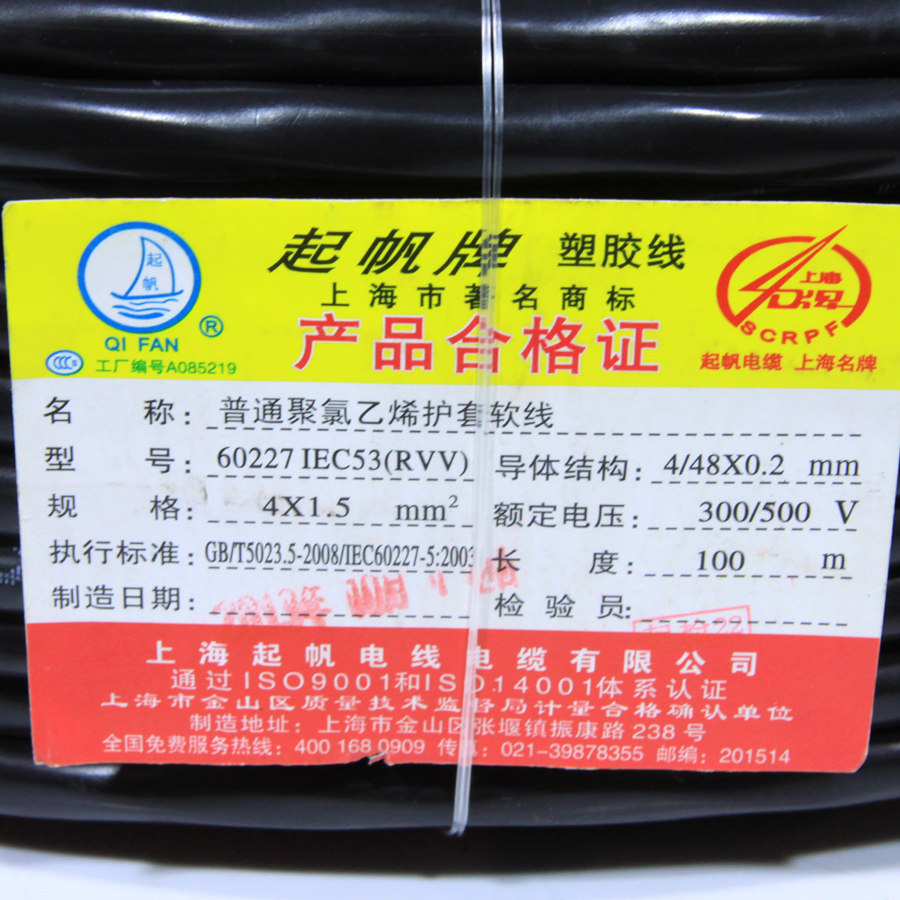 起帆
QI FAN
®
工厂编号A085219
起帆牌 塑胶线
上海市著名商标
产品合格证
上海
名牌
SCRPF
起帆电缆 上海名牌
名 称: 普通聚氯乙烯护套软线
型 号: 60227 IEC53(RVV) 导体结构: 4/48X0.2 mm
规 格: 4X1.5 mm² 额定电压: 300/500 V
执行标准: GB/T5023.5-2008/IEC60227-5:2003 长 度: 100 m
制造日期: 检 验 员:
上海起帆电线电缆有限公司
通过ISO9001和ISO14001体系认证
上海市金山区质量技术监督局计量合格确认单位
制造地址: 上海市金山区张堰镇振康路238号
全国免费服务热线: 400 168 0909 传真: 021-39878355 邮编: 201514